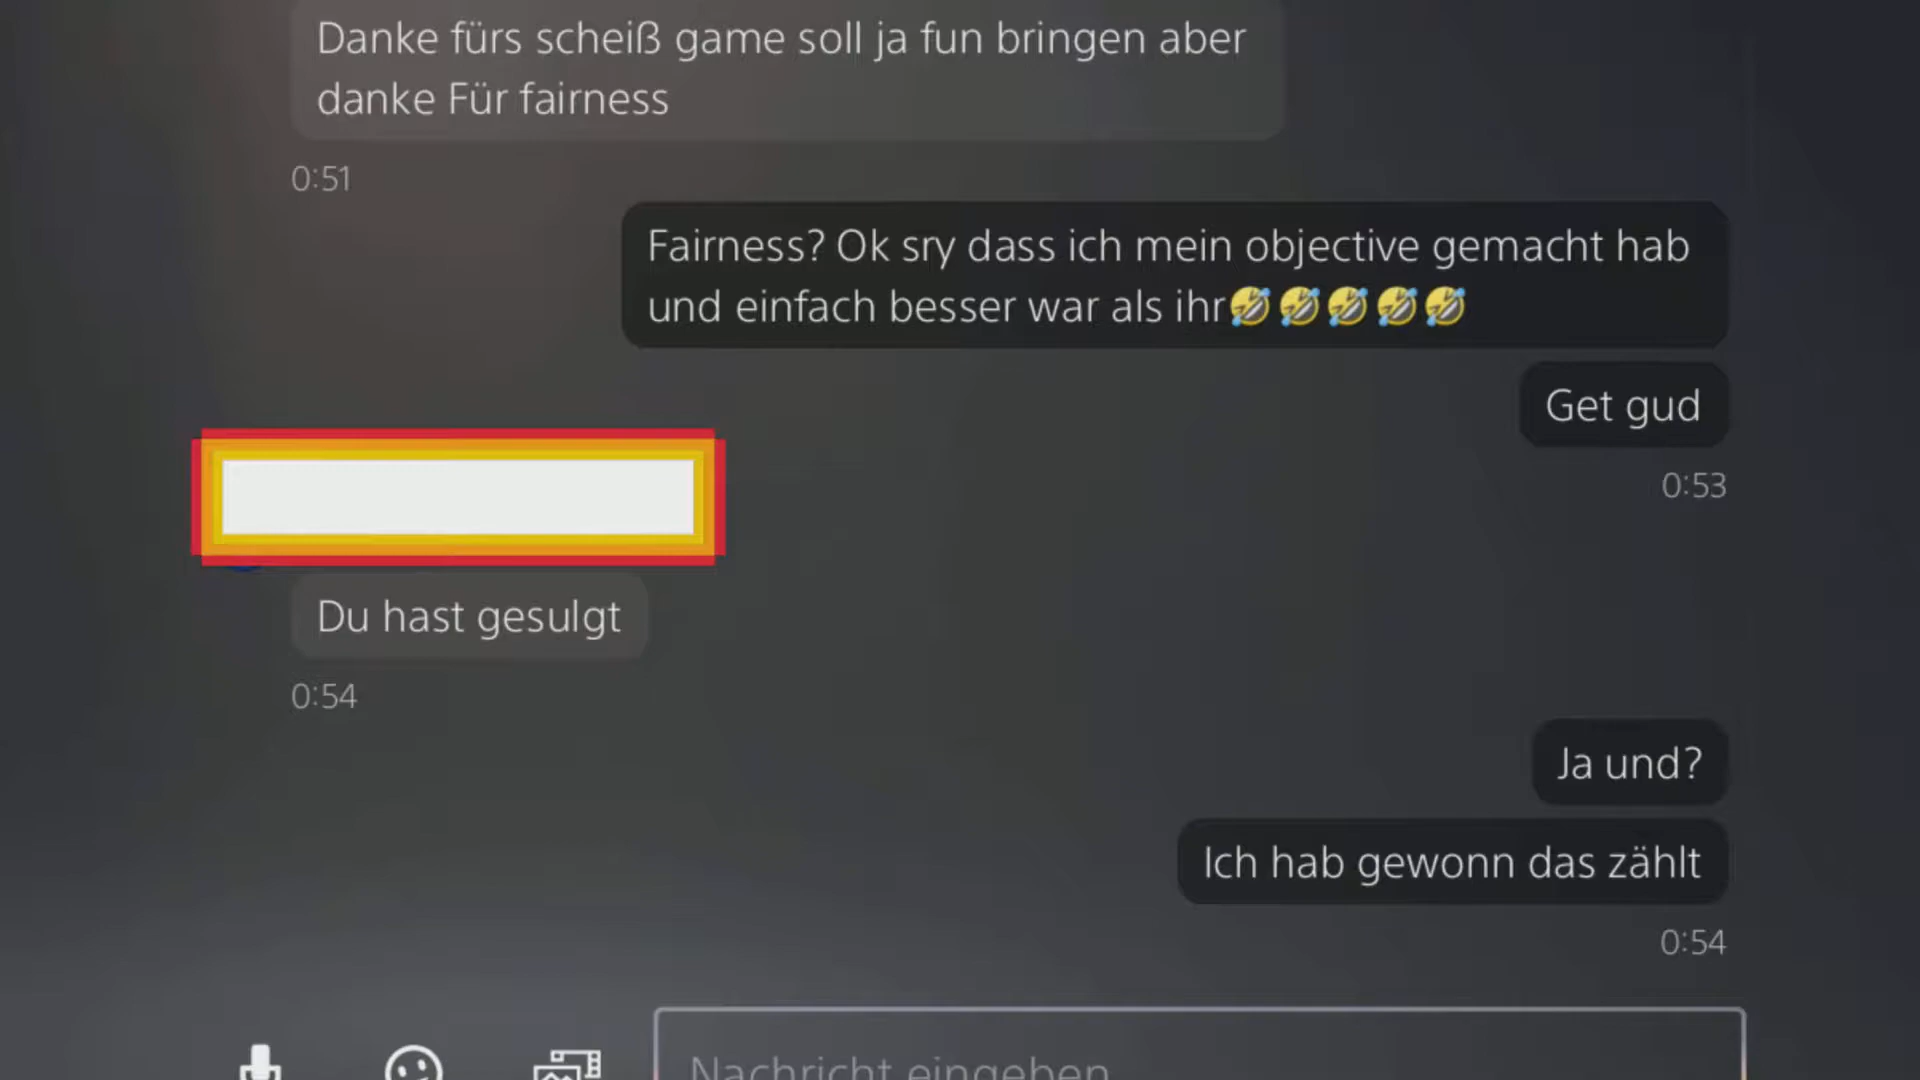 Danke fürs scheiß game soll ja fun bringen aber
danke Für fairness
0:51
Fairness? Ok sry dass ich mein objective gemacht hab
und einfach besser war als ihr🤣🤣🤣🤣🤣
Get gud
0:53
Du hast gesulgt
0:54
Ja und?
Ich hab gewonn das zählt
0:54
Nachricht eingeben